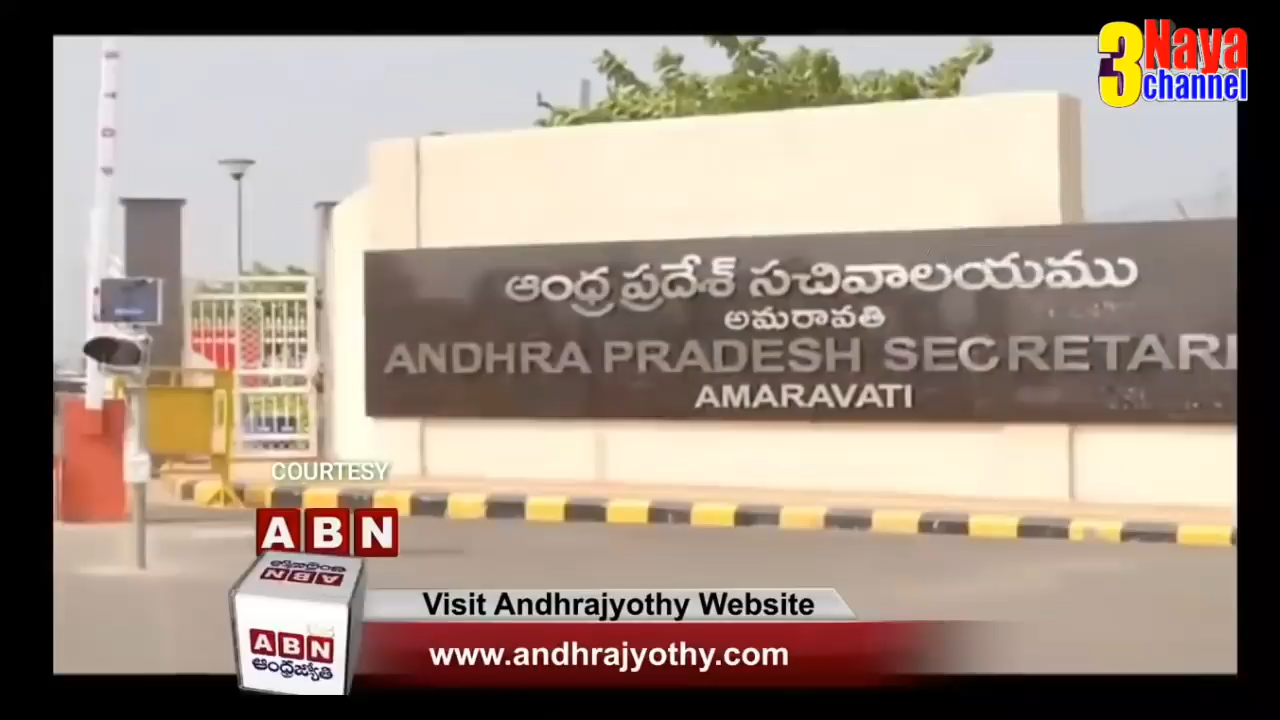 3 Naya
channel
ఆంధ్ర ప్రదేశ్ సచివాలయము
అమరావతి
ANDHRA PRADESH SECRETARI
AMARAVATI
COURTESY
ABN
ABN
ABN
ఆంధ్రజ్యోతి
Visit Andhrajyothy Website
www.andhrajyothy.com